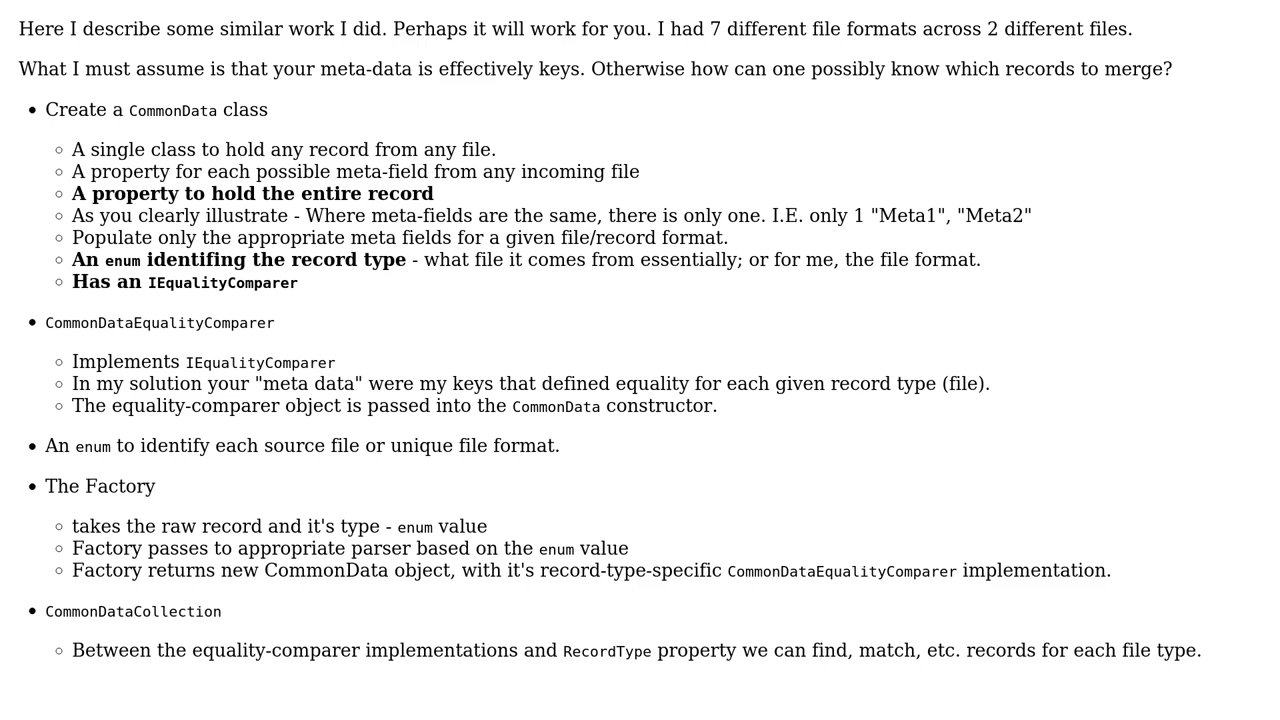 Here I describe some similar work I did. Perhaps it will work for you. I had 7 different file formats across 2 different files.
What I must assume is that your meta-data is effectively keys. Otherwise how can one possibly know which records to merge?
Create a CommonData class
A single class to hold any record from any file.
A property for each possible meta-field from any incoming file
A property to hold the entire record
As you clearly illustrate - Where meta-fields are the same, there is only one. I.E. only 1 "Meta1", "Meta2"
Populate only the appropriate meta fields for a given file/record format.
An enum identifing the record type - what file it comes from essentially; or for me, the file format.
Has an IEqualityComparer
CommonDataEqualityComparer
Implements IEqualityComparer
In my solution your "meta data" were my keys that defined equality for each given record type (file).
The equality-comparer object is passed into the CommonData constructor.
An enum to identify each source file or unique file format.
The Factory
takes the raw record and it's type - enum value
Factory passes to appropriate parser based on the enum value
Factory returns new CommonData object, with it's record-type-specific CommonDataEqualityComparer implementation.
CommonDataCollection
Between the equality-comparer implementations and RecordType property we can find, match, etc. records for each file type.